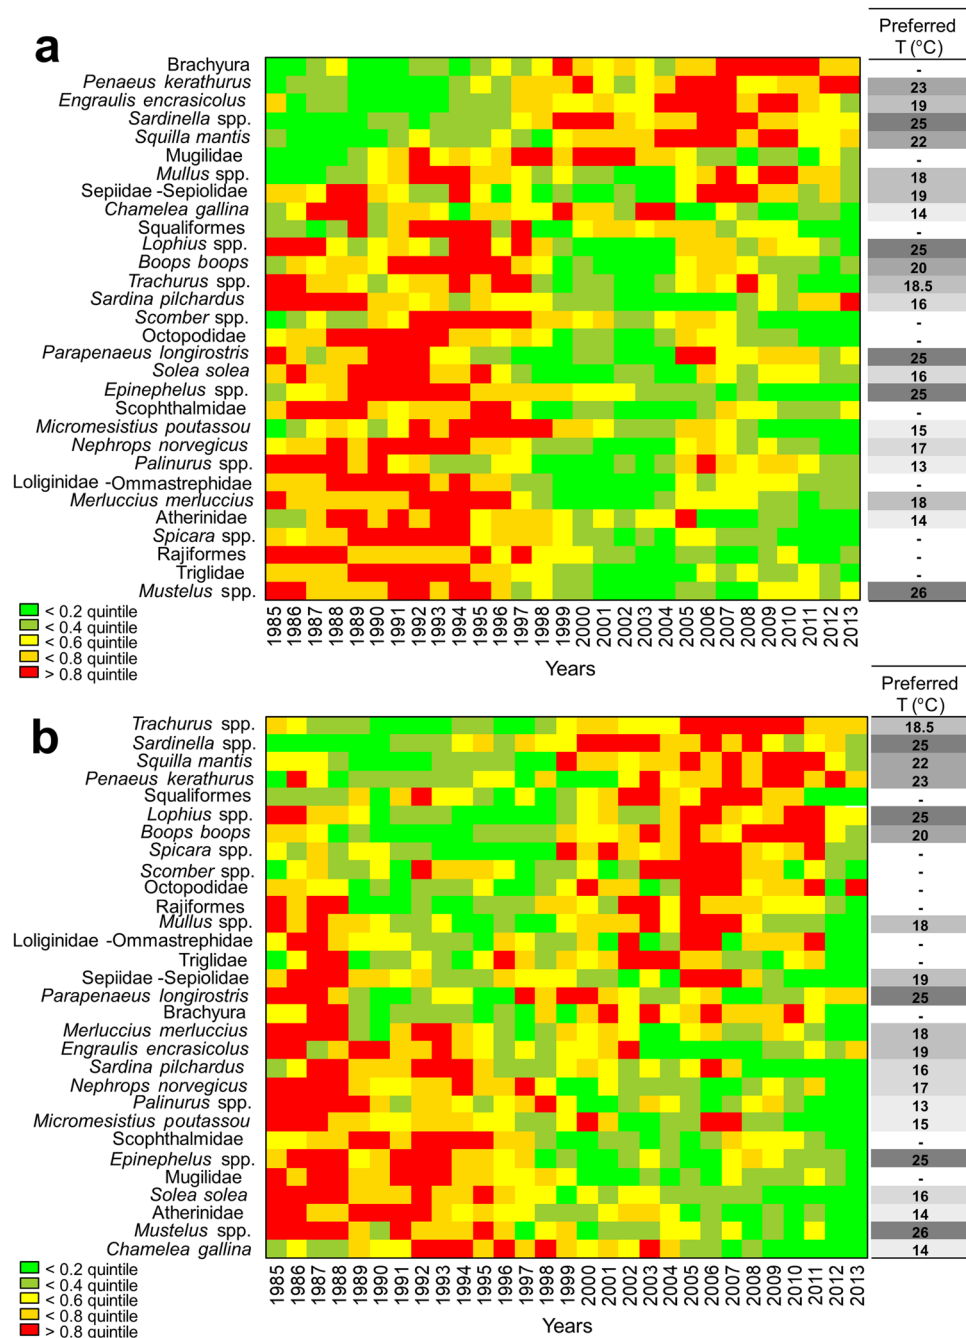 a
Preferred
T (°C)
Brachyura -
Penaeus kerathurus 23
Engraulis encrasicolus 19
Sardinella spp. 25
Squilla mantis 22
Mugilidae -
Mullus spp. 18
Sepiidae -Sepiolidae 19
Chamelea gallina 14
Squaliformes -
Lophius spp. 25
Boops boops 20
Trachurus spp. 18.5
Sardina pilchardus 16
Scomber spp. -
Octopodidae -
Parapenaeus longirostris 25
Solea solea 16
Epinephelus spp. 25
Scophthalmidae -
Micromesistius poutassou 15
Nephrops norvegicus 17
Palinurus spp. 13
Loliginidae -Ommastrephidae -
Merluccius merluccius 18
Atherinidae 14
Spicara spp. -
Rajiformes -
Triglidae -
Mustelus spp. 26
< 0.2 quintile
< 0.4 quintile
< 0.6 quintile
< 0.8 quintile
> 0.8 quintile
1985 1986 1987 1988 1989 1990 1991 1992 1993 1994 1995 1996 1997 1998 1999 2000 2001 2002 2003 2004 2005 2006 2007 2008 2009 2010 2011 2012 2013
Years
b
Preferred
T (°C)
Trachurus spp. 18.5
Sardinella spp. 25
Squilla mantis 22
Penaeus kerathurus 23
Squaliformes -
Lophius spp. 25
Boops boops 20
Spicara spp. -
Scomber spp. -
Octopodidae -
Rajiformes -
Mullus spp. 18
Loliginidae -Ommastrephidae -
Triglidae -
Sepiidae -Sepiolidae 19
Parapenaeus longirostris 25
Brachyura -
Merluccius merluccius 18
Engraulis encrasicolus 19
Sardina pilchardus 16
Nephrops norvegicus 17
Palinurus spp. 13
Micromesistius poutassou 15
Scophthalmidae -
Epinephelus spp. 25
Mugilidae -
Solea solea 16
Atherinidae 14
Mustelus spp. 26
Chamelea gallina 14
< 0.2 quintile
< 0.4 quintile
< 0.6 quintile
< 0.8 quintile
> 0.8 quintile
1985 1986 1987 1988 1989 1990 1991 1992 1993 1994 1995 1996 1997 1998 1999 2000 2001 2002 2003 2004 2005 2006 2007 2008 2009 2010 2011 2012 2013
Years